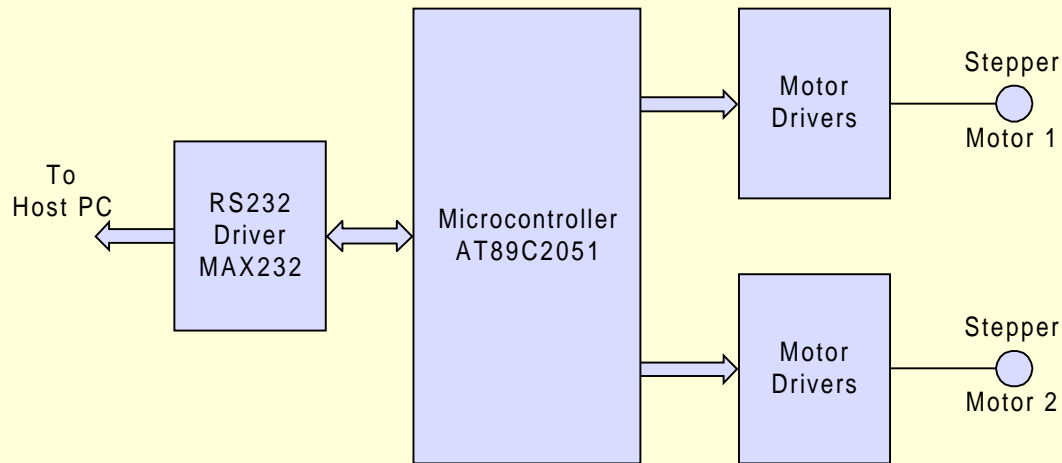 To
Host PC
RS232
Driver
MAX232
Microcontroller
AT89C2051
Motor
Drivers
Stepper
Motor 1
Motor
Drivers
Stepper
Motor 2